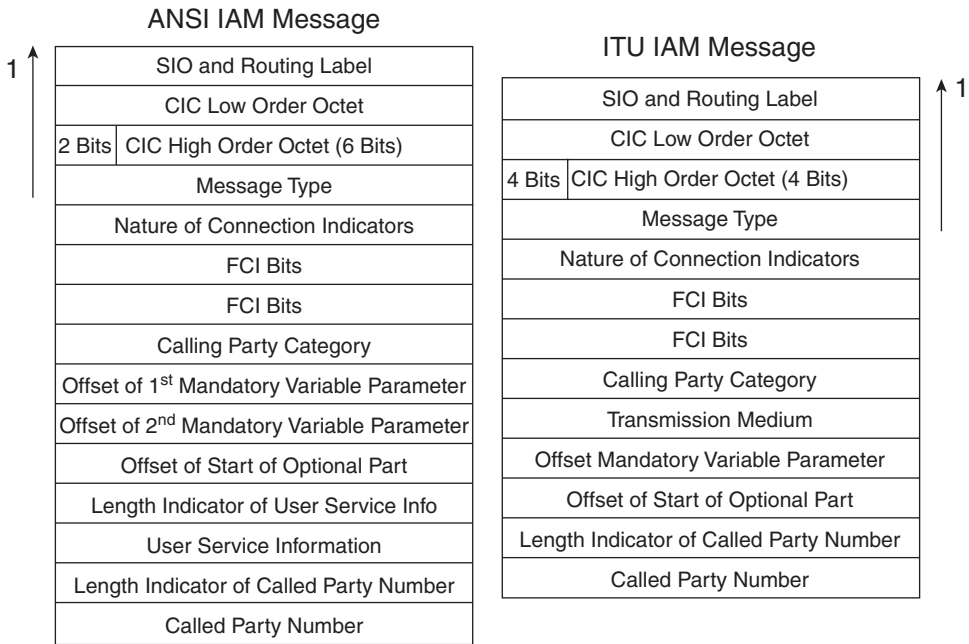 ANSI IAM Message
1
SIO and Routing Label
CIC Low Order Octet
2 Bits CIC High Order Octet (6 Bits)
Message Type
Nature of Connection Indicators
FCI Bits
FCI Bits
Calling Party Category
Offset of 1st Mandatory Variable Parameter
Offset of 2nd Mandatory Variable Parameter
Offset of Start of Optional Part
Length Indicator of User Service Info
User Service Information
Length Indicator of Called Party Number
Called Party Number
ITU IAM Message
1
SIO and Routing Label
CIC Low Order Octet
4 Bits CIC High Order Octet (4 Bits)
Message Type
Nature of Connection Indicators
FCI Bits
FCI Bits
Calling Party Category
Transmission Medium
Offset Mandatory Variable Parameter
Offset of Start of Optional Part
Length Indicator of Called Party Number
Called Party Number